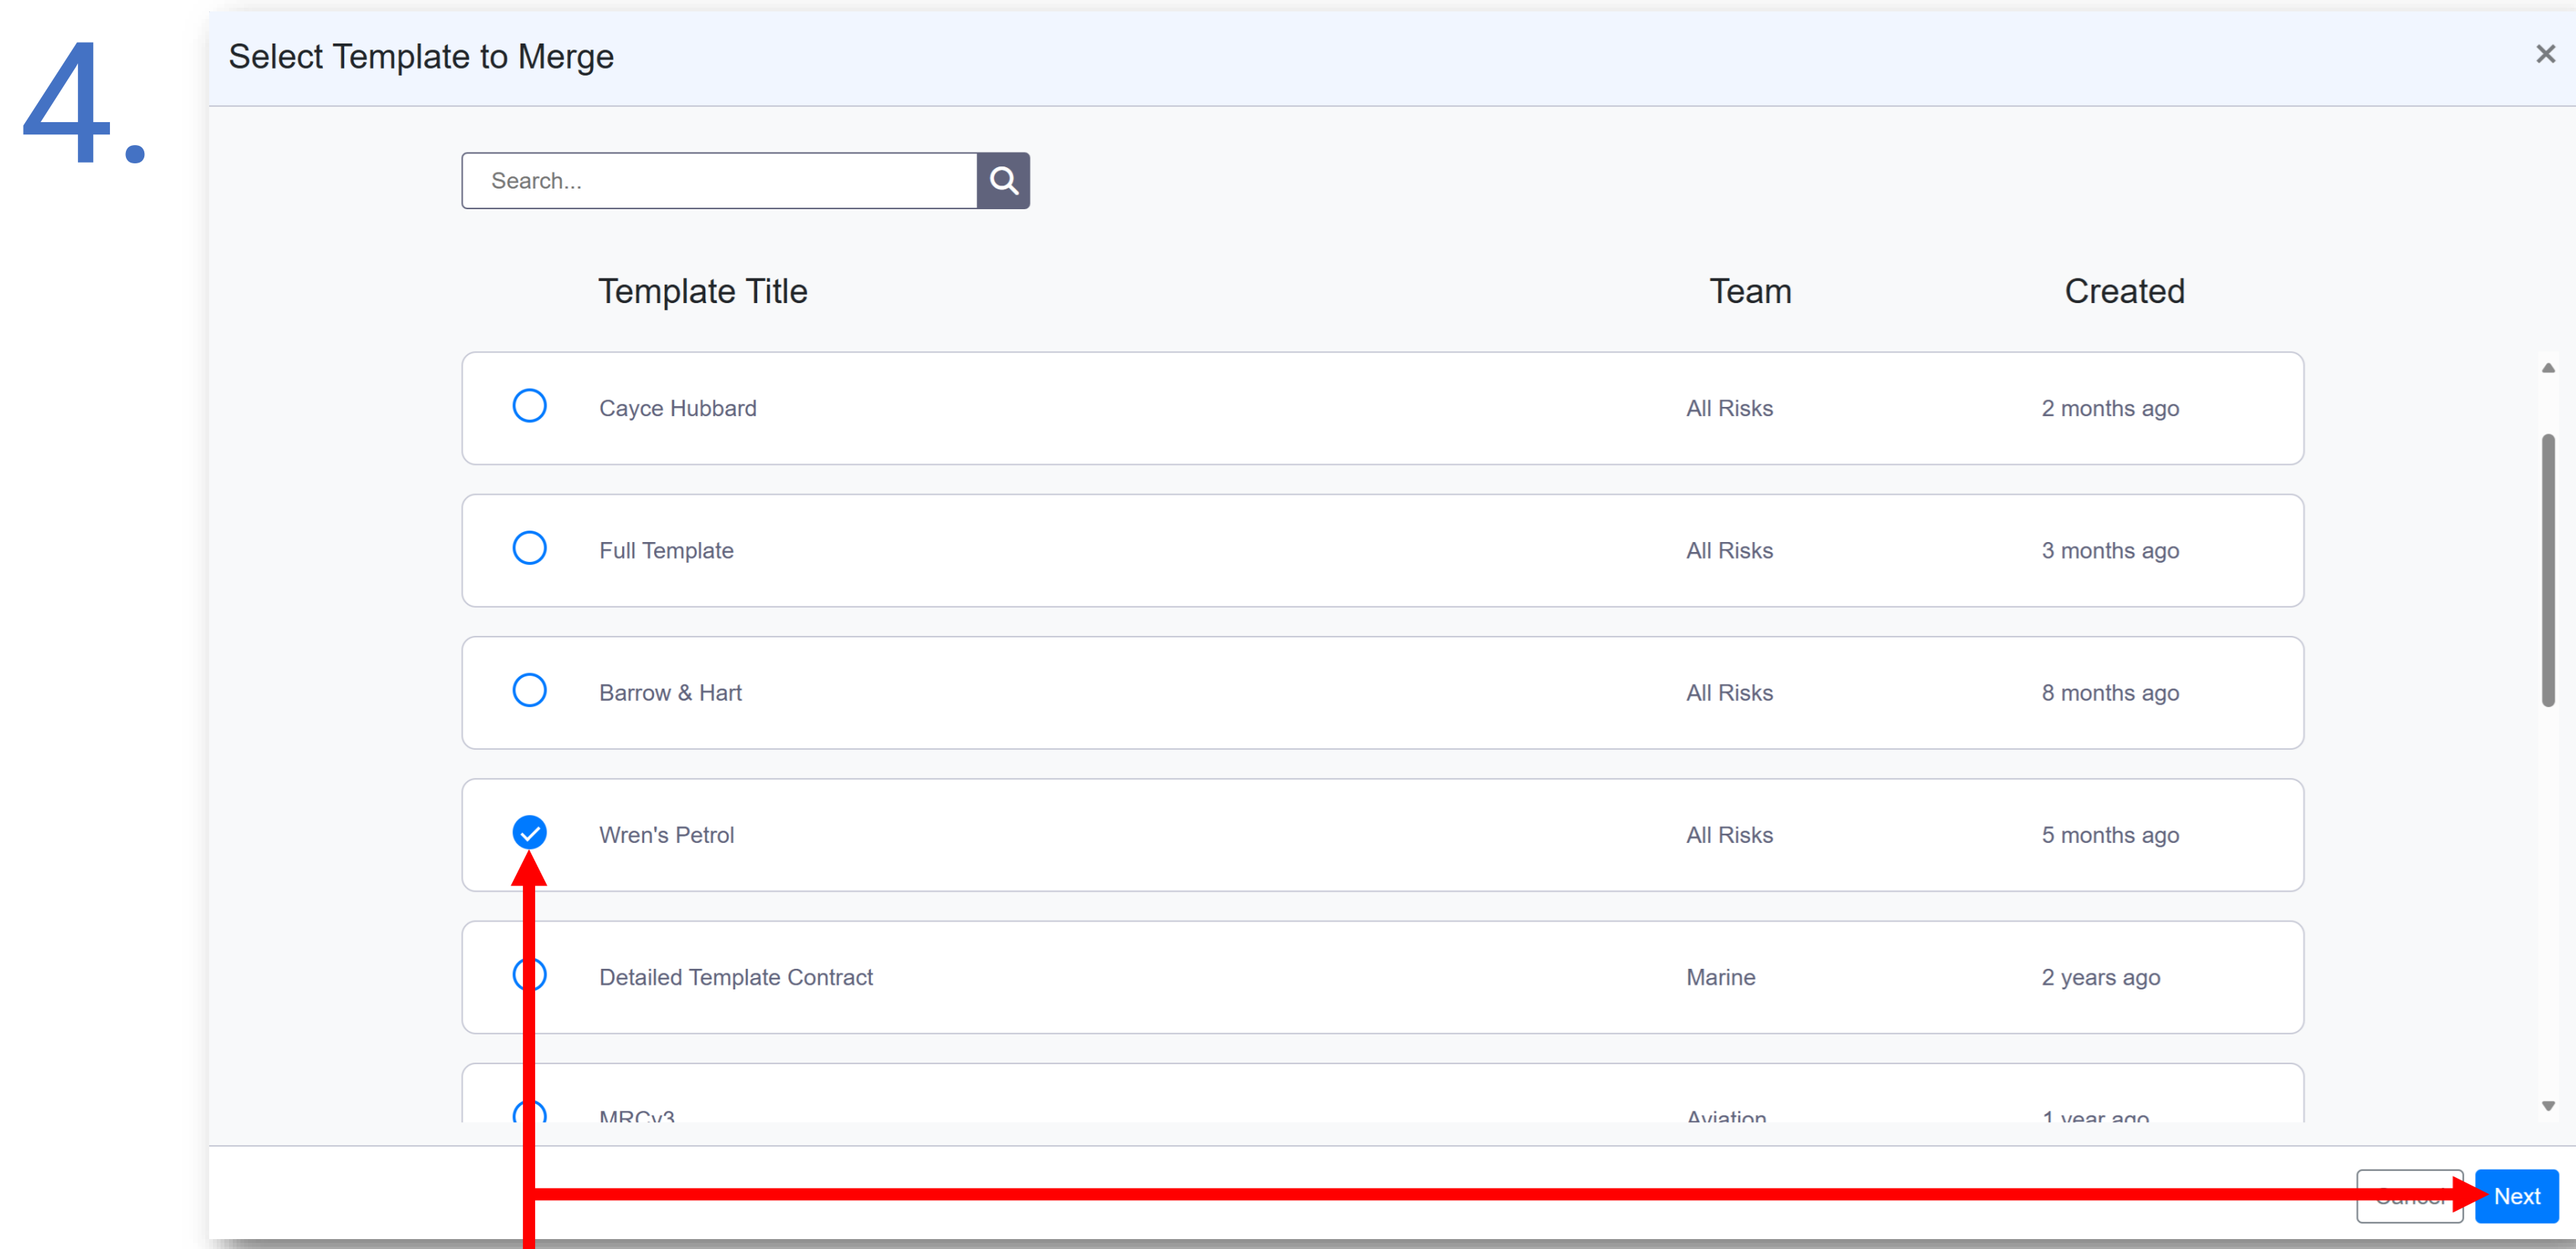 4.
Select Template to Merge
Search...
Template Title Team Created
Cayce Hubbard All Risks 2 months ago
Full Template All Risks 3 months ago
Barrow & Hart All Risks 8 months ago
Wren's Petrol All Risks 5 months ago
Detailed Template Contract Marine 2 years ago
MRCv3 Aviation 1 year ago
Cancel Next